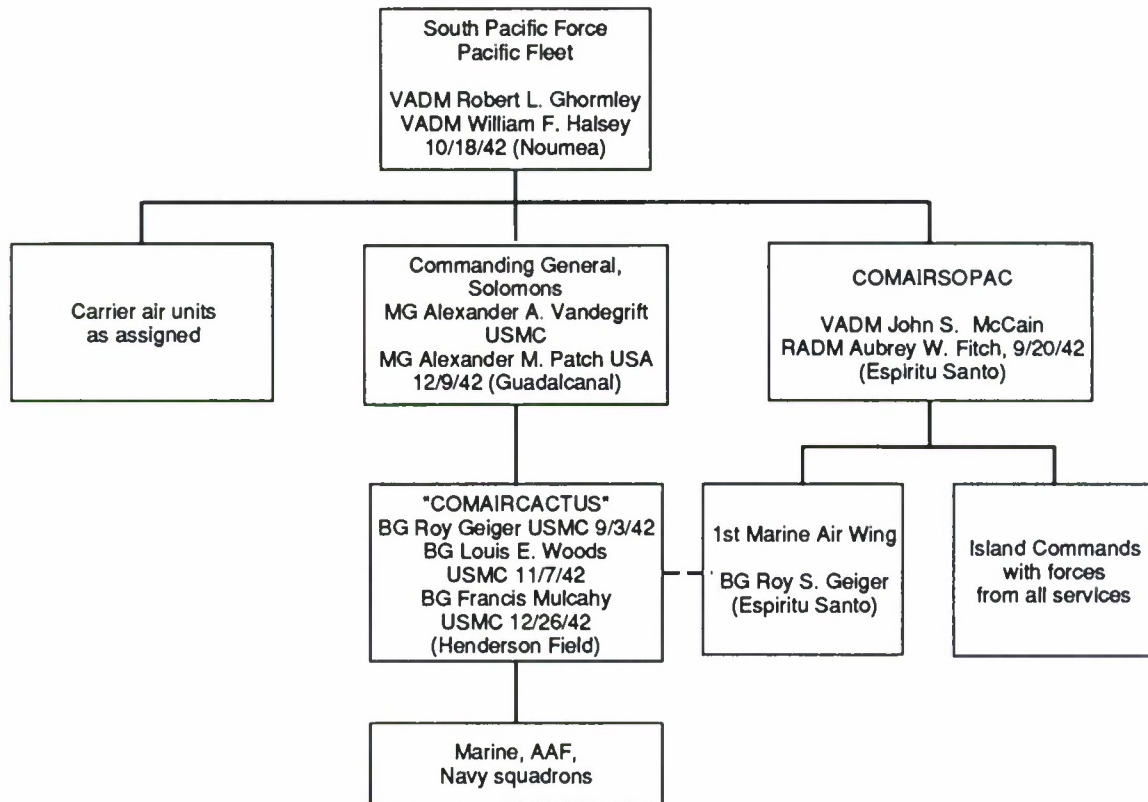 South Pacific Force
Pacific Fleet
VADM Robert L. Ghormley
VADM William F. Halsey
10/18/42 (Noumea)
Carrier air units
as assigned
Commanding General,
Solomons
MG Alexander A. Vandegrift
USMC
MG Alexander M. Patch USA
12/9/42 (Guadalcanal)
COMAIRSOPAC
VADM John S. McCain
RADM Aubrey W. Fitch, 9/20/42
(Espiritu Santo)
"COMAIRCACTUS"
BG Roy Geiger USMC 9/3/42
BG Louis E. Woods
USMC 11/7/42
BG Francis Mulcahy
USMC 12/26/42
(Henderson Field)
1st Marine Air Wing
BG Roy S. Geiger
(Espiritu Santo)
Island Commands
with forces
from all services
Marine, AAF,
Navy squadrons